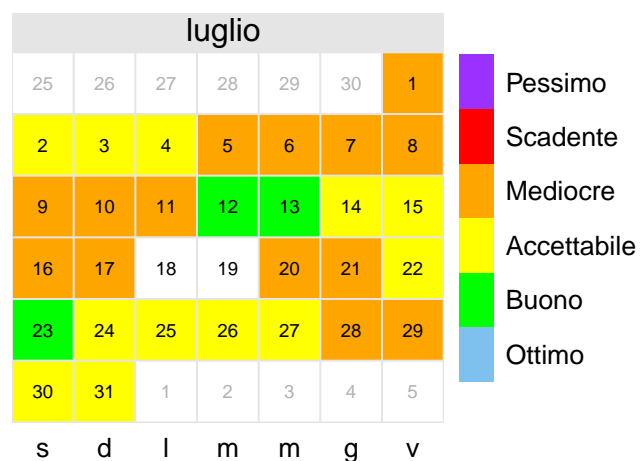 luglio
25 26 27 28 29 30 1
2 3 4 5 6 7 8
9 10 11 12 13 14 15
16 17 18 19 20 21 22
23 24 25 26 27 28 29
30 31 1 2 3 4 5
s d l m m g v
Pessimo
Scadente
Mediocre
Accettabile
Buono
Ottimo